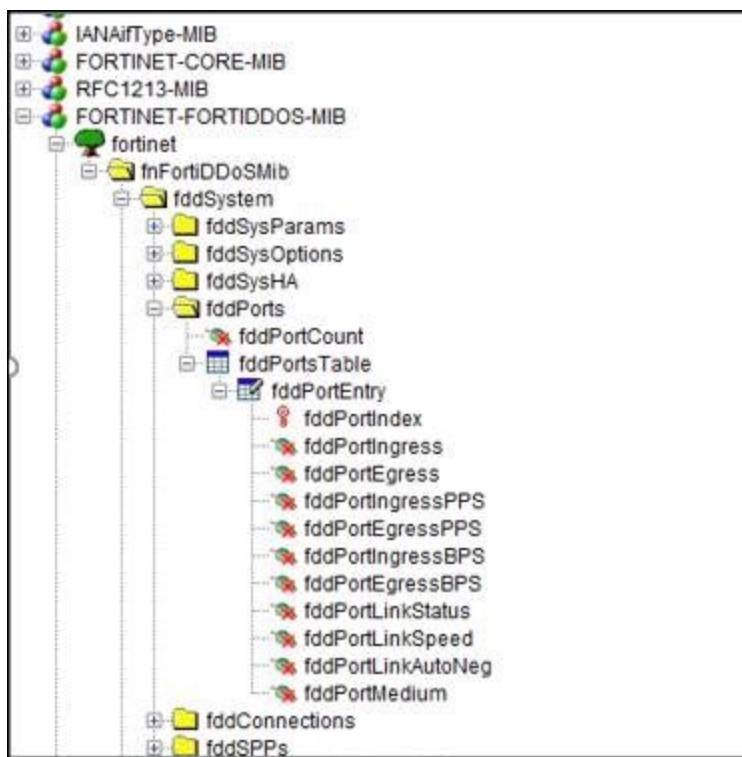 IANAifType-MIB
FORTINET-CORE-MIB
RFC1213-MIB
FORTINET-FORTIDDOS-MIB
fortinet
fnFortiDDoSMib
fddSystem
fddSysParams
fddSysOptions
fddSysHA
fddPorts
fddPortCount
fddPortsTable
fddPortEntry
fddPortIndex
fddPortIngress
fddPortEgress
fddPortIngressPPS
fddPortEgressPPS
fddPortIngressBPS
fddPortEgressBPS
fddPortLinkStatus
fddPortLinkSpeed
fddPortLinkAutoNeg
fddPortMedium
fddConnections
fddSPPs